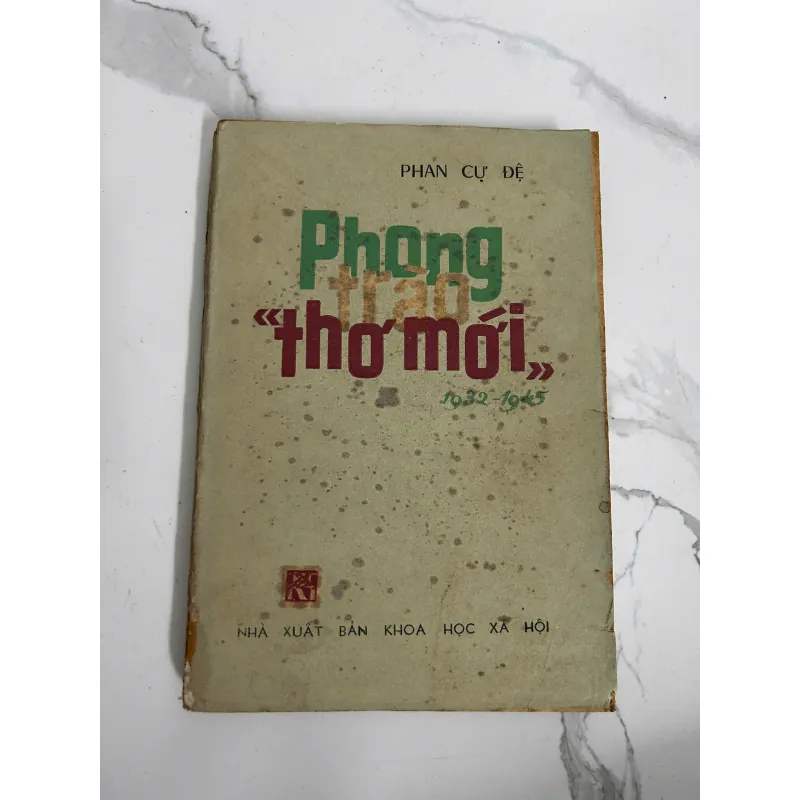 PHAN CỰ ĐỆ
Phong
trào
“thơ mới”
1932-1945
NHÀ XUẤT BẢN KHOA HỌC XÃ HỘI